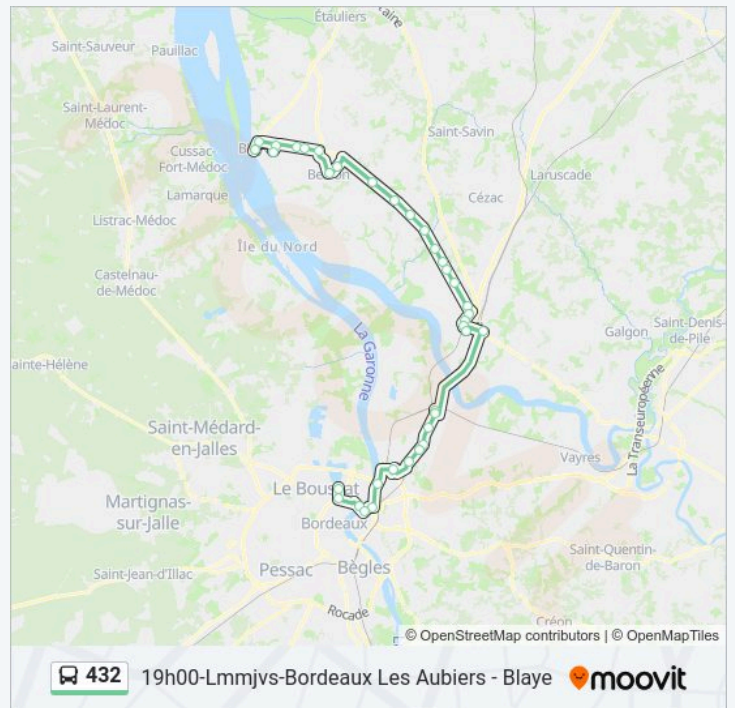 Étauliers
Saint-Sauveur
Pauillac
Saint-Laurent-
Médoc
Saint-Savin
Cussac-
Fort-Médoc
Laruscade
Lamarque
Cézac
Listrac-Médoc
Île du Nord
Castelnau-
de-Médoc
La Garonne
Galgon
Saint-Denis-
de-Pile
ainte-Hélène
La Transeuropéenne
Saint-Médard-
en-Jalles
Vayres
Le Bouscat
Martignas-
sur-Jalle
Bordeaux
Saint-Quentin-
de-Baron
Saint-Jean-d'Illac
Pessac
Bègles
Rocade
Créon
© OpenStreetMap contributors | © OpenMapTiles
432 19h00-Lmmjvs-Bordeaux Les Aubiers - Blaye moovit